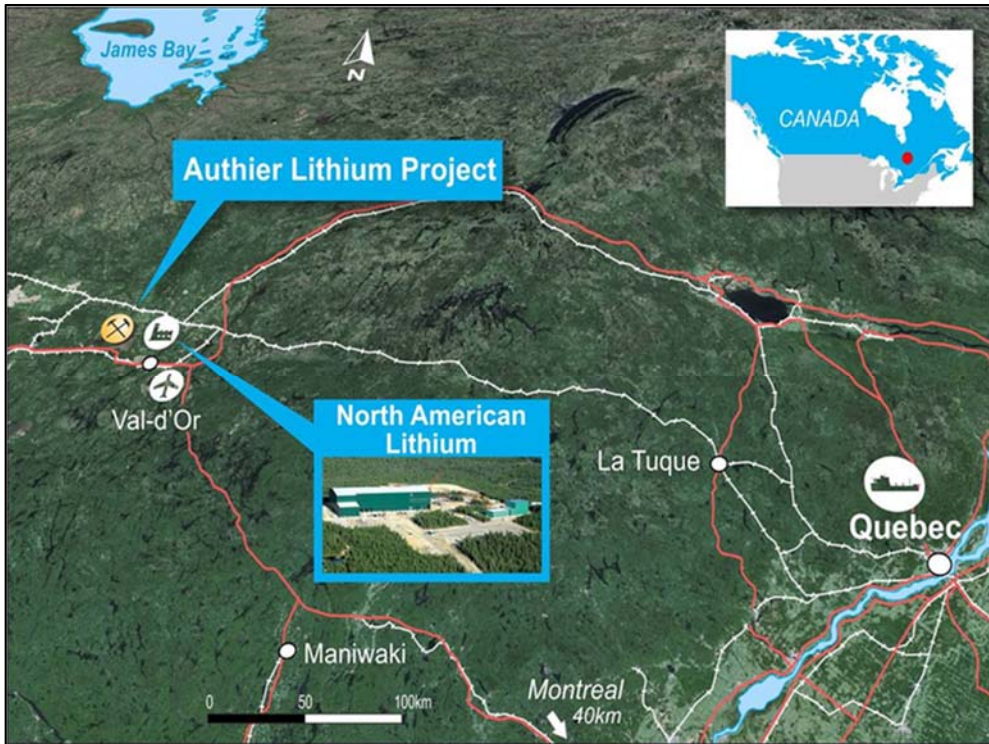 James Bay
N
CANADA
Authier Lithium Project
Val-d'Or
North American
Lithium
La Tuque
Quebec
Maniwaki
0 50 100km
Montreal
40km